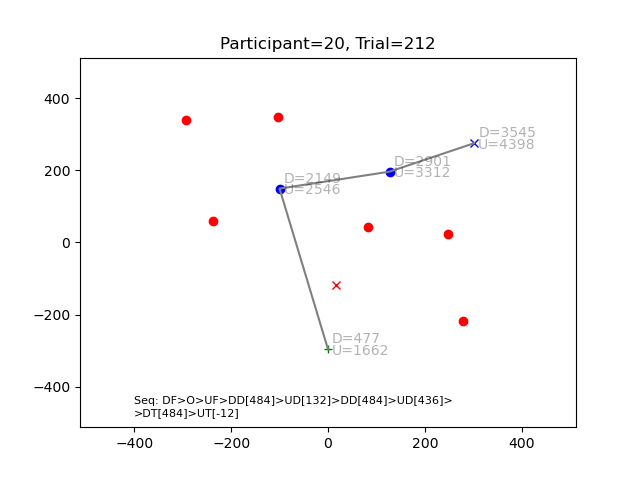 Participant=20, Trial=212
400
200
0
−200
−400
−400
−200
0
200
400
D=3545
U=4398
D=2901
U=3312
D=2149
U=2546
D=477
U=1662
Seq: DF>O>UF>DD[484]>UD[132]>DD[484]>UD[436]>
>DT[484]>UT[-12]